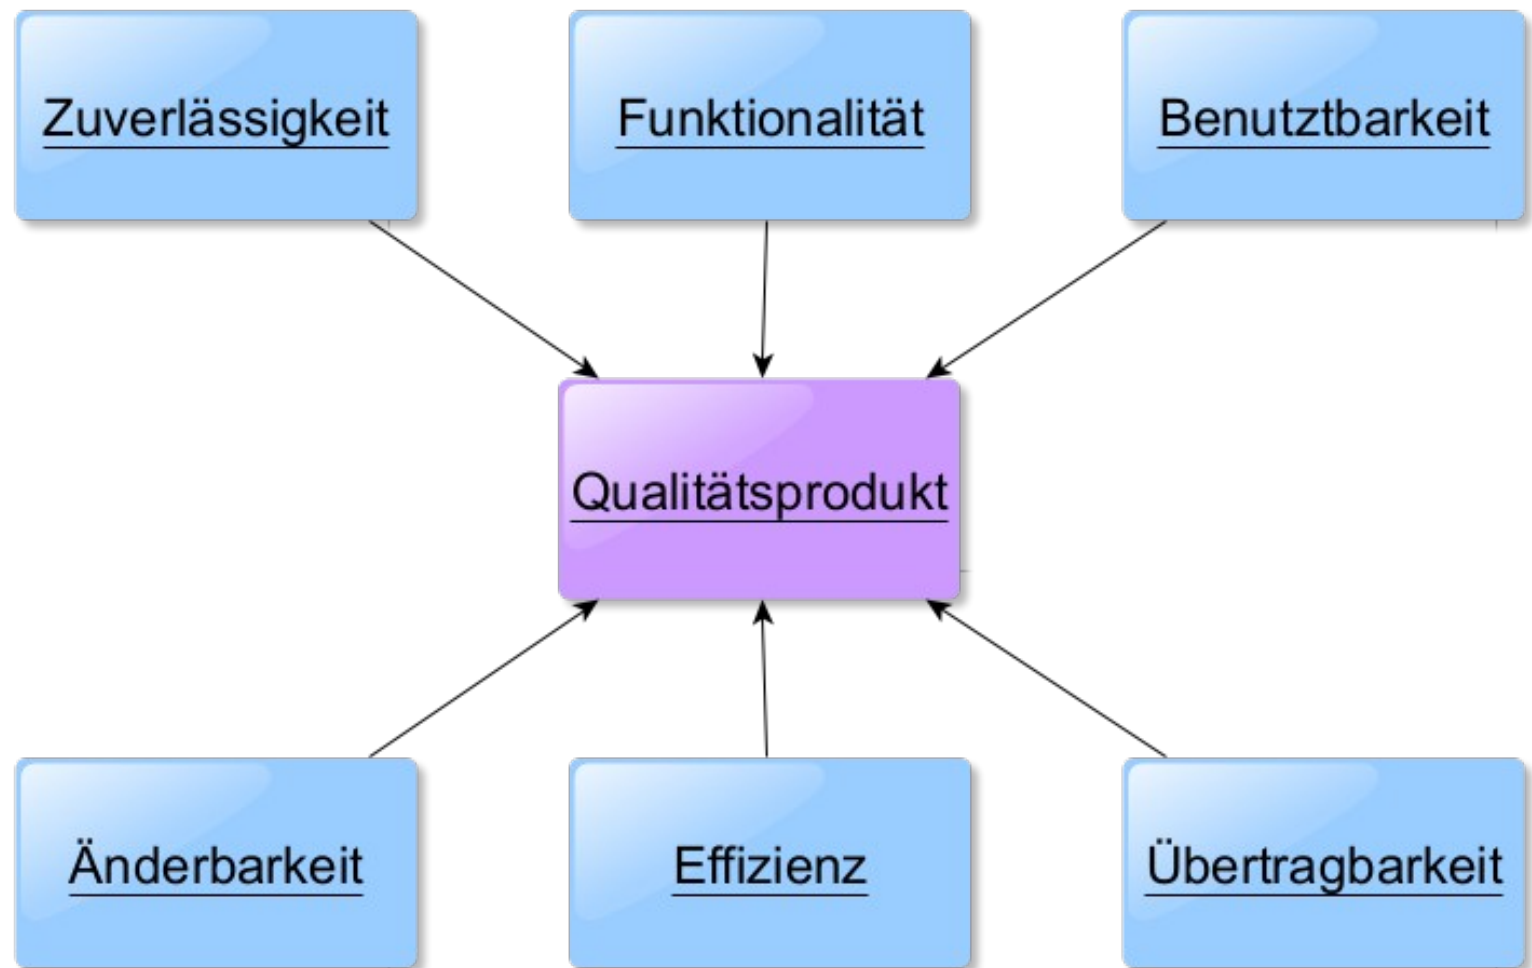 Zuverlässigkeit
Funktionalität
Benutztbarkeit
Qualitätsprodukt
Änderbarkeit
Effizienz
Übertragbarkeit